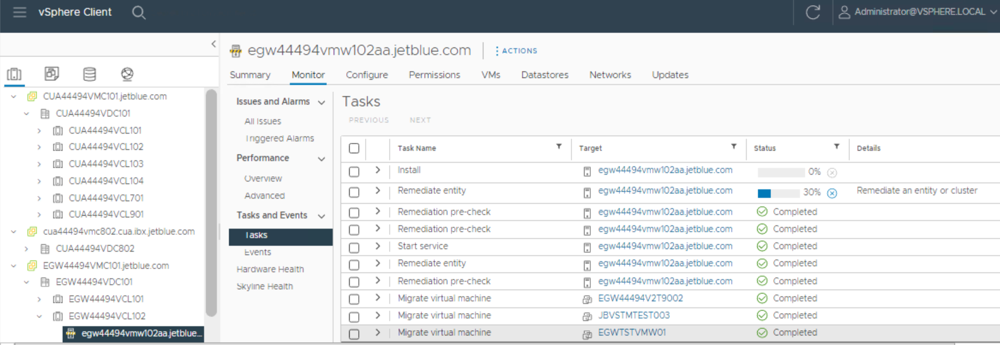 vSphere Client
Administrator@VSPHERE.LOCAL
egw44494vmw102aa.jetblue.com
ACTIONS
Summary Monitor Configure Permissions VMs Datastores Networks Updates
CUA44494VMC101.jetblue.com
CUA44494VDC101
CUA44494VCL101
CUA44494VCL102
CUA44494VCL103
CUA44494VCL104
CUA44494VCL701
CUA44494VCL901
cua44494vmc802.cua.ibx.jetblue.com
CUA44494VDC802
EGW44494VMC101.jetblue.com
EGW44494VDC101
EGW44494VCL101
EGW44494VCL102
egw44494vmw102aa.jetblue...
Issues and Alarms
All Issues
Triggered Alarms
Performance
Overview
Advanced
Tasks and Events
Tasks
Events
Hardware Health
Skyline Health
Tasks
PREVIOUS NEXT
Task Name Target Status Details
Install egw44494vmw102aa.jetblue.com 0%
Remediate entity egw44494vmw102aa.jetblue.com 30% Remediate an entity or cluster
Remediation pre-check egw44494vmw102aa.jetblue.com Completed
Remediation pre-check egw44494vmw102aa.jetblue.com Completed
Start service egw44494vmw102aa.jetblue.com Completed
Remediate entity egw44494vmw102aa.jetblue.com Completed
Remediation pre-check egw44494vmw102aa.jetblue.com Completed
Migrate virtual machine EGW44494V2T9002 Completed
Migrate virtual machine JBVSTMTEST003 Completed
Migrate virtual machine EGWTSTVMW01 Completed